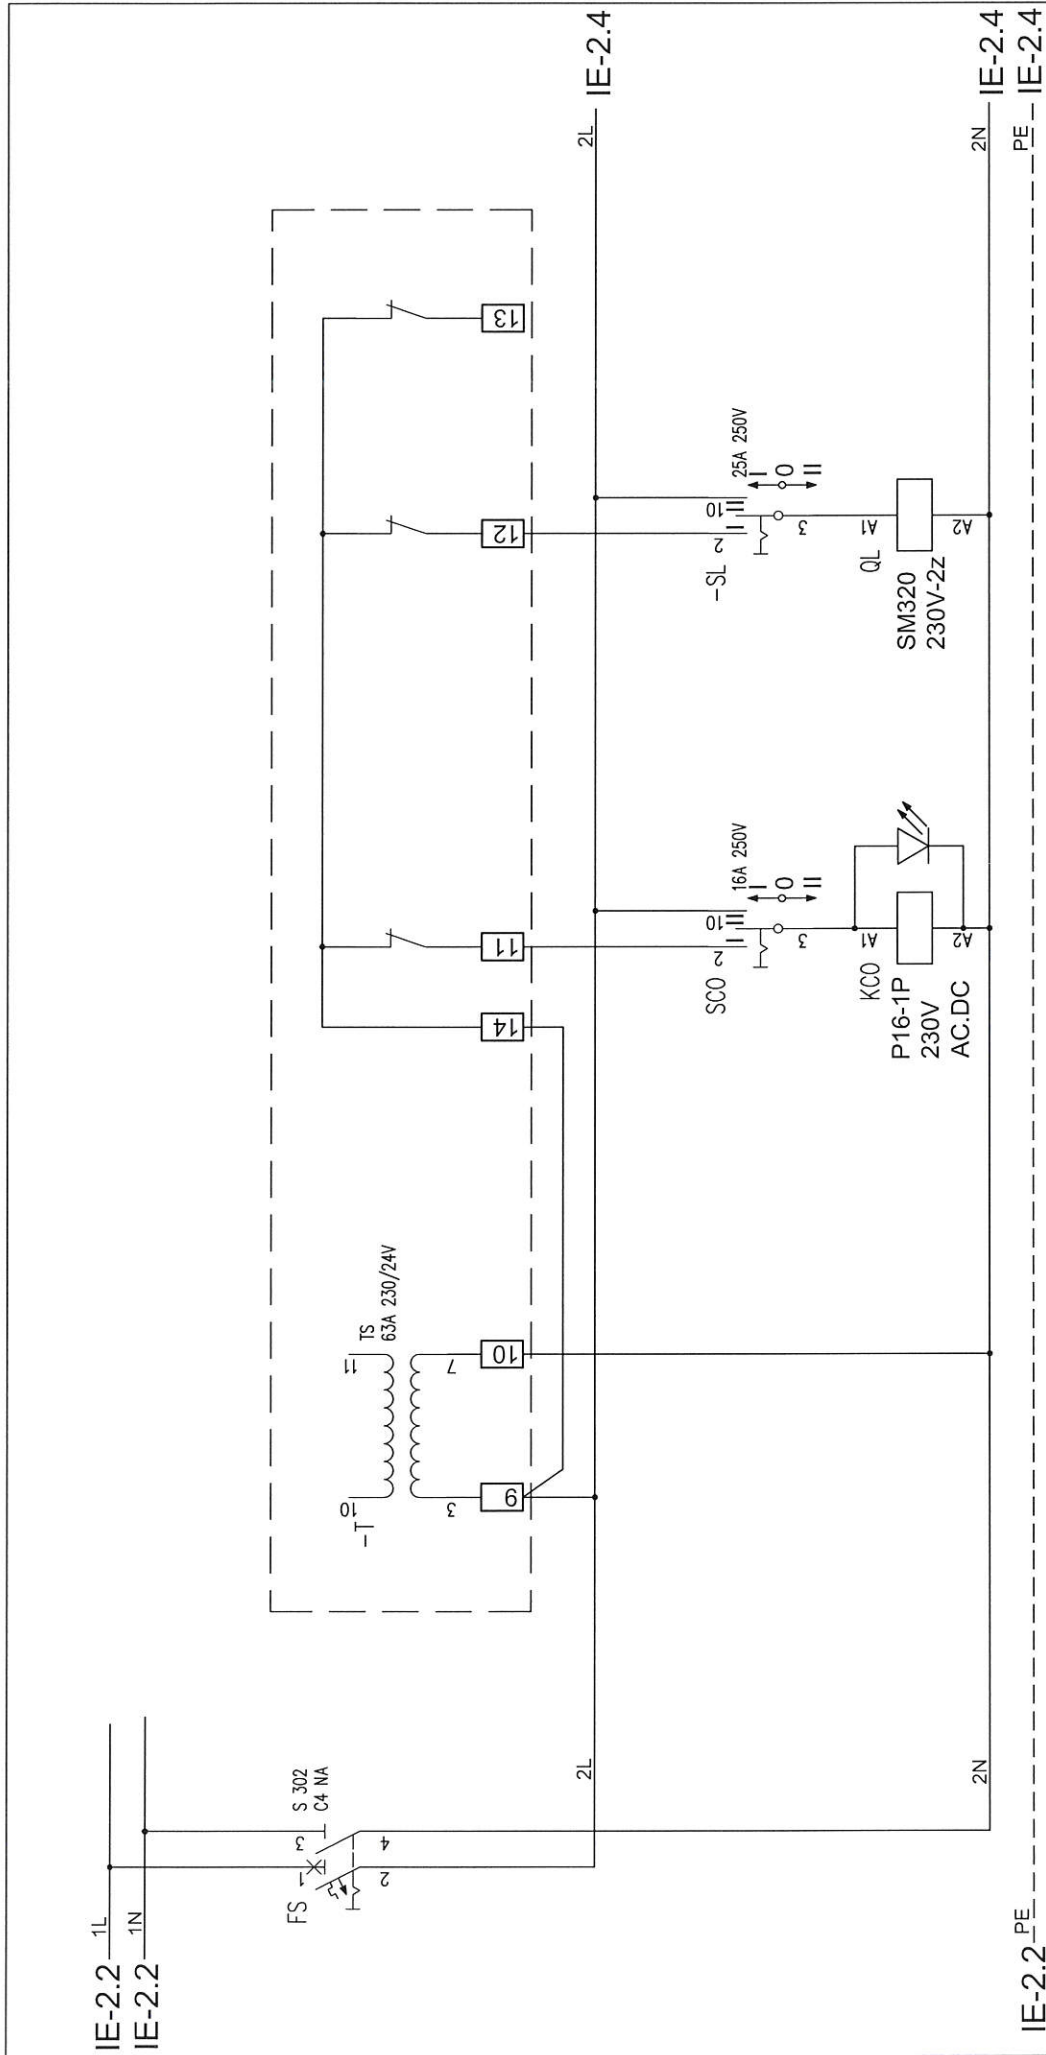 IE-2.2
1L
IE-2.2
1N
FS
S 302
C4 NA
1
3
2
4
2L
2N
IE-2.2
PE
-T
10
11
TS
63A 230/24V
3
7
9
10
14
11
12
13
SCO
2
10
II
I
16A 250V
I
O
II
3
KCO
A1
A2
P16-1P
230V
AC.DC
-SL
2
10
II
I
25A 250V
I
O
II
3
QL
A1
A2
SM320
230V-2z
2L
IE-2.4
2N
IE-2.4
PE
IE-2.4